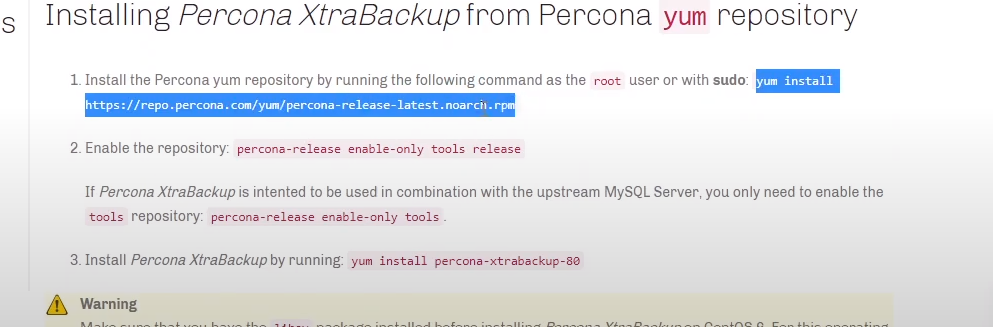 s
Installing Percona XtraBackup from Percona yum repository
1. Install the Percona yum repository by running the following command as the root user or with sudo: yum install
https://repo.percona.com/yum/percona-release-latest.noarch.rpm
2. Enable the repository: percona-release enable-only tools release
If Percona XtraBackup is intented to be used in combination with the upstream MySQL Server, you only need to enable the
tools repository: percona-release enable-only tools.
3. Install Percona XtraBackup by running: yum install percona-xtrabackup-80
Warning
Make sure that you have the libev package installed before installing Percona XtraBackup on CentOS 6. For this operating